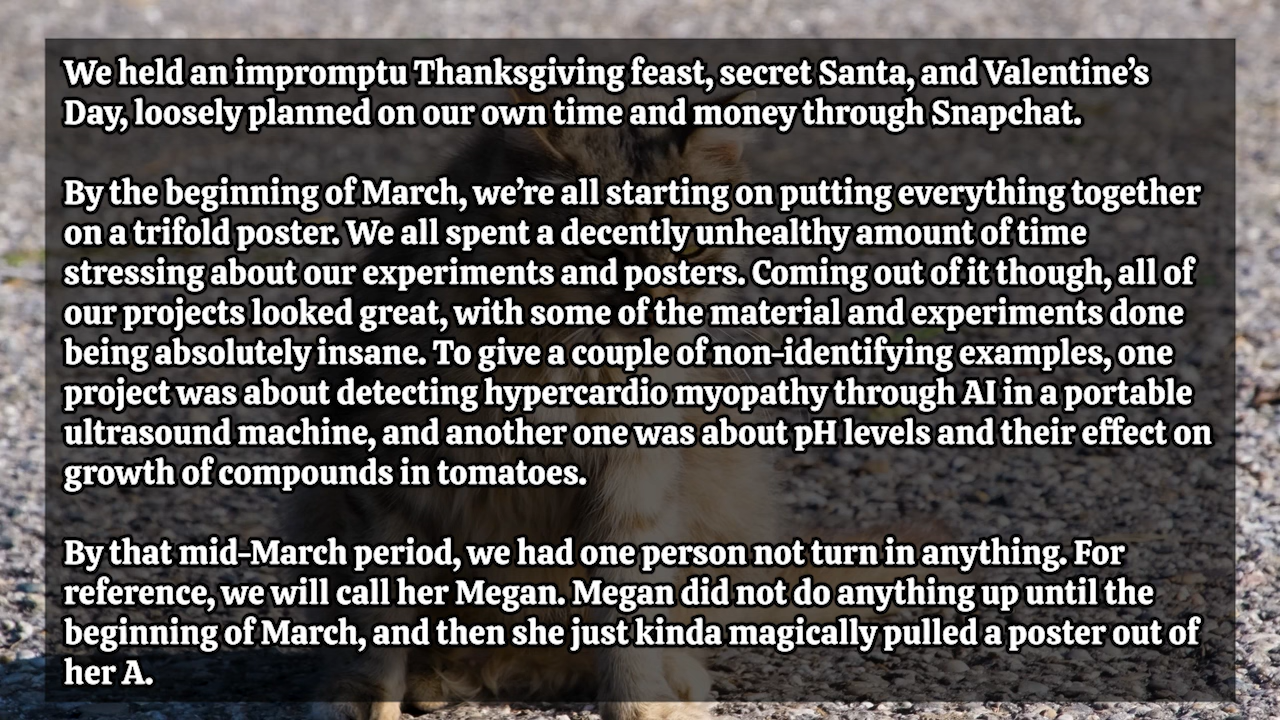 We held an impromptu Thanksgiving feast, secret Santa, and Valentine’s
Day, loosely planned on our own time and money through Snapchat.
By the beginning of March, we’re all starting on putting everything together
on a trifold poster. We all spent a decently unhealthy amount of time
stressing about our experiments and posters. Coming out of it though, all of
our projects looked great, with some of the material and experiments done
being absolutely insane. To give a couple of non-identifying examples, one
project was about detecting hypercardio myopathy through AI in a portable
ultrasound machine, and another one was about pH levels and their effect on
growth of compounds in tomatoes.
By that mid-March period, we had one person not turn in anything. For
reference, we will call her Megan. Megan did not do anything up until the
beginning of March, and then she just kinda magically pulled a poster out of
her A.